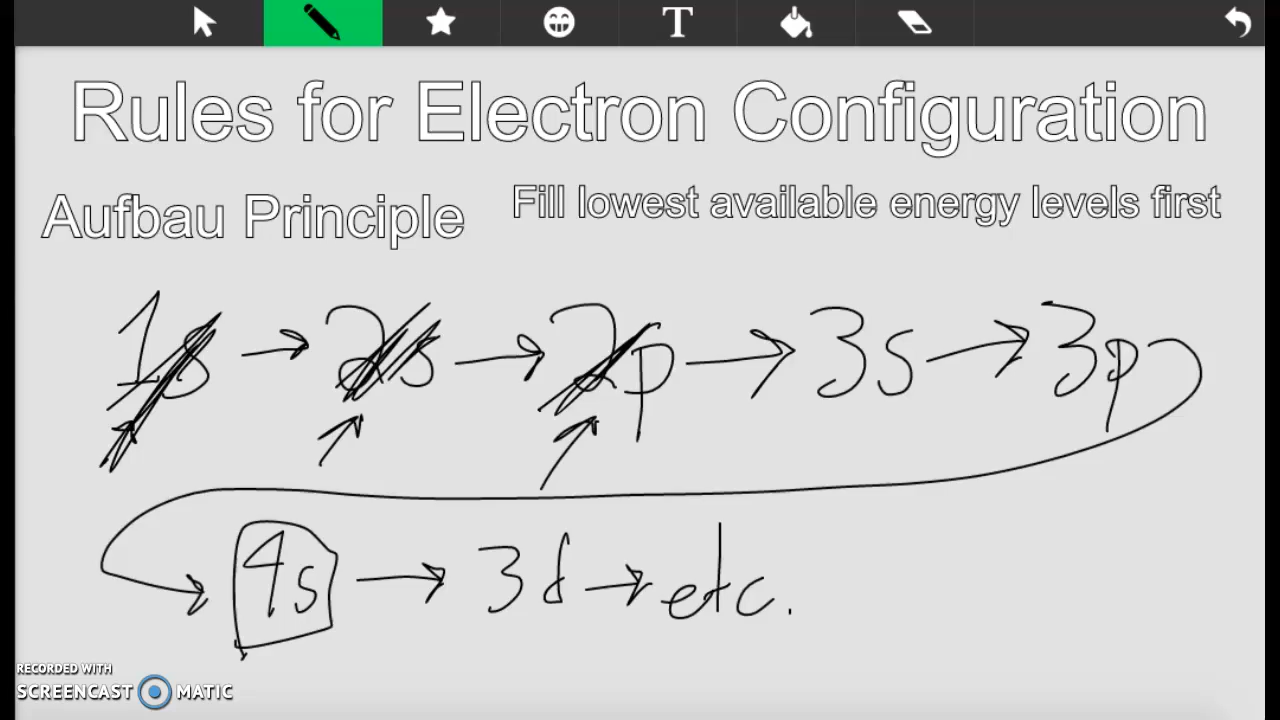 T
Rules for Electron Configuration
Aufbau Principle Fill lowest available energy levels first
1s → 2s → 2p → 3s → 3p
4s → 3d → etc.
RECORDED WITH
SCREENCAST MATIC